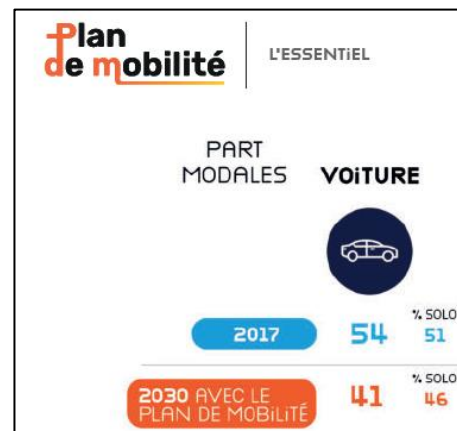 Plan
de mobilité
L'ESSENTiEL
PART
MODALES
VOiTURE
2017
54
% SOLO
51
2030 AVEC LE
PLAN DE MOBILITÉ
41
% SOLO
46